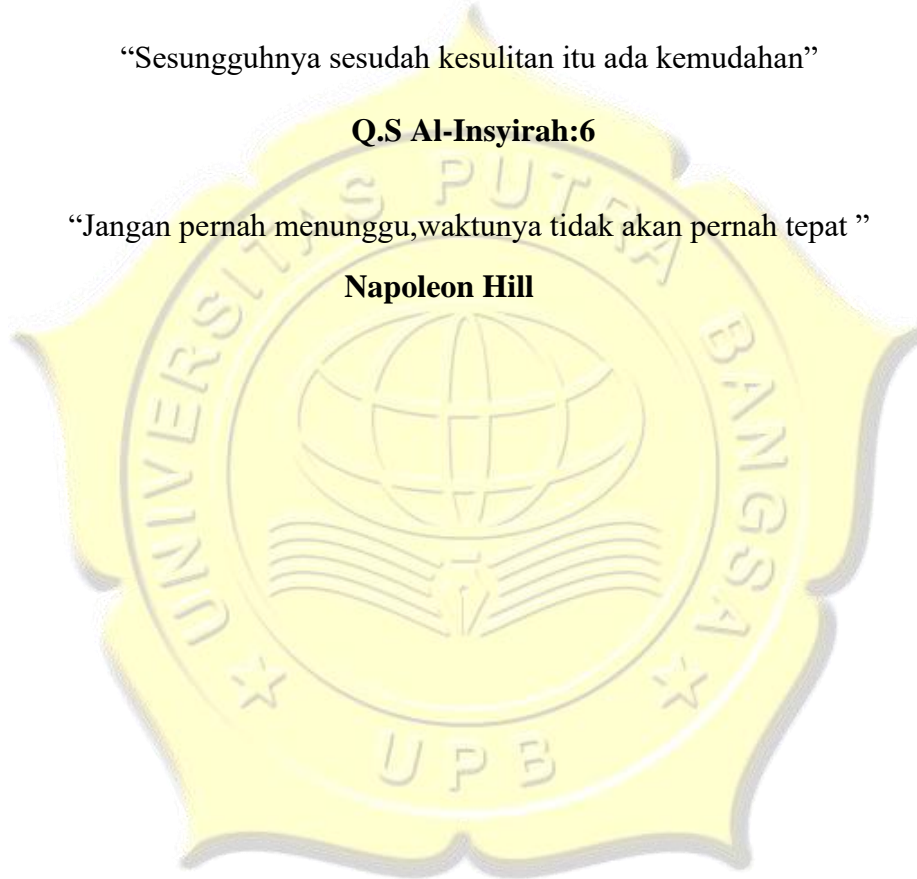 “Sesungguhnya sesudah kesulitan itu ada kemudahan”
Q.S Al-Insyirah:6
“Jangan pernah menunggu,waktunya tidak akan pernah tepat ”
Napoleon Hill
UNIVERSITAS PUTRA BANGSA
UPB